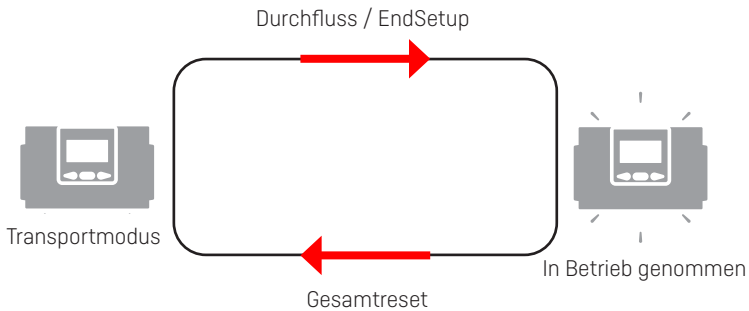 Durchfluss / EndSetup
Transportmodus
In Betrieb genommen
Gesamtreset